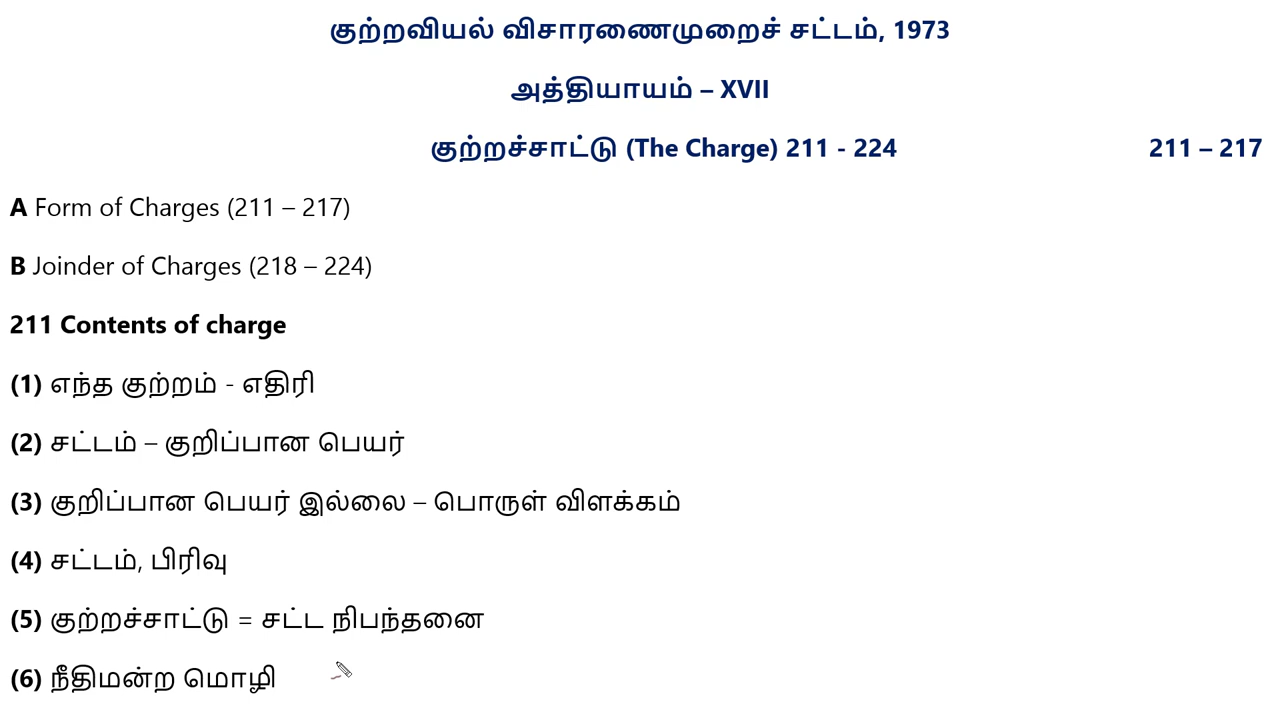 குற்றவியல் விசாரணைமுறைச் சட்டம், 1973
அத்தியாயம் – XVII
குற்றச்சாட்டு (The Charge) 211 - 224 211 – 217
A Form of Charges (211 – 217)
B Joinder of Charges (218 – 224)
211 Contents of charge
(1) எந்த குற்றம் - எதிரி
(2) சட்டம் – குறிப்பான பெயர்
(3) குறிப்பான பெயர் இல்லை – பொருள் விளக்கம்
(4) சட்டம், பிரிவு
(5) குற்றச்சாட்டு = சட்ட நிபந்தனை
(6) நீதிமன்ற மொழி